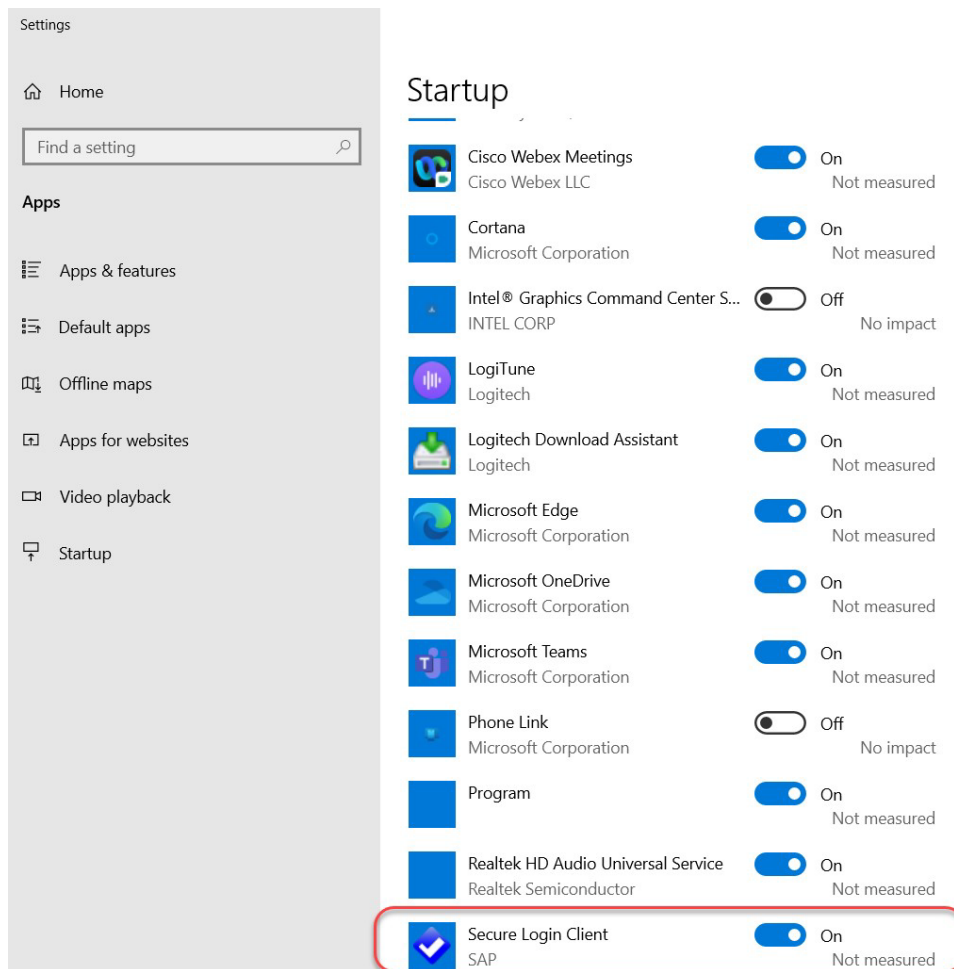 Settings
Home
Find a setting
Apps
Apps & features
Default apps
Offline maps
Apps for websites
Video playback
Startup
Startup
Cisco Webex Meetings
On
Cisco Webex LLC
Not measured
Cortana
On
Microsoft Corporation
Not measured
Intel® Graphics Command Center S...
Off
INTEL CORP
No impact
LogiTune
On
Logitech
Not measured
Logitech Download Assistant
On
Logitech
Not measured
Microsoft Edge
On
Microsoft Corporation
Not measured
Microsoft OneDrive
On
Microsoft Corporation
Not measured
Microsoft Teams
On
Microsoft Corporation
Not measured
Phone Link
Off
Microsoft Corporation
No impact
Program
On
Not measured
Realtek HD Audio Universal Service
On
Realtek Semiconductor
Not measured
Secure Login Client
On
SAP
Not measured